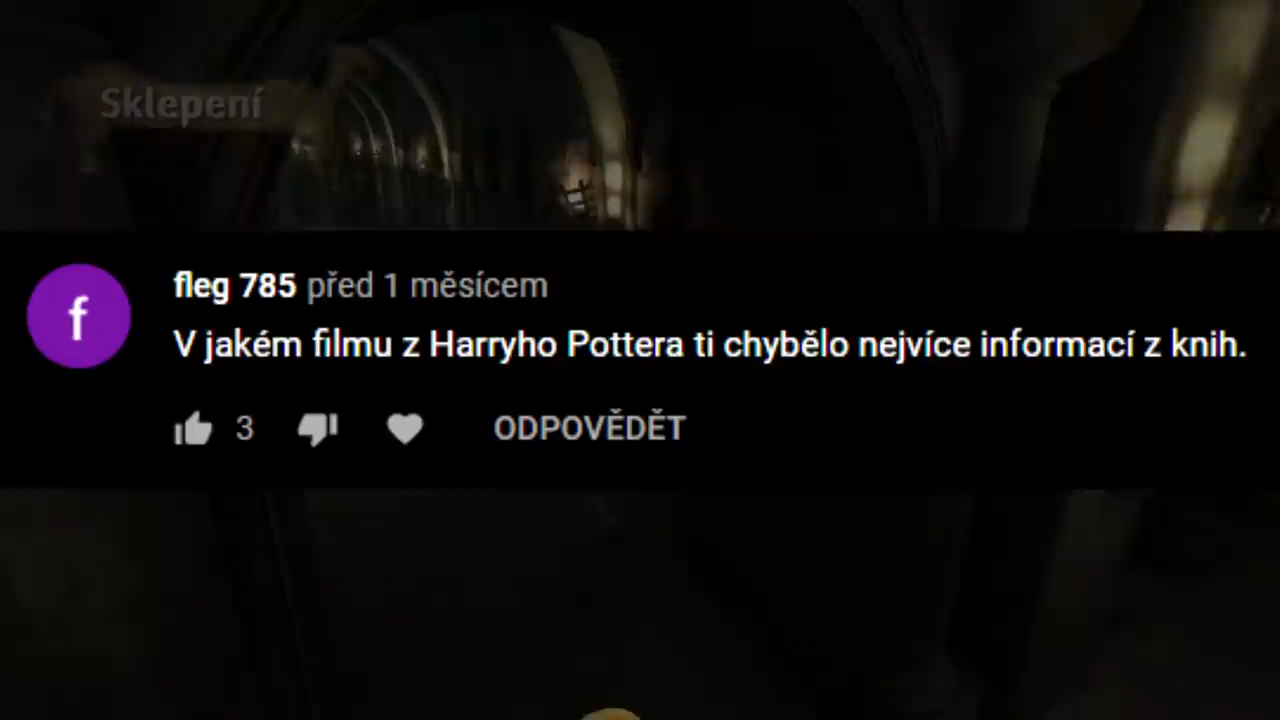 Sklepení
f
fleg 785 před 1 měsícem
V jakém filmu z Harryho Pottera ti chybělo nejvíce informací z knih.
3
ODPOVĚDĚT